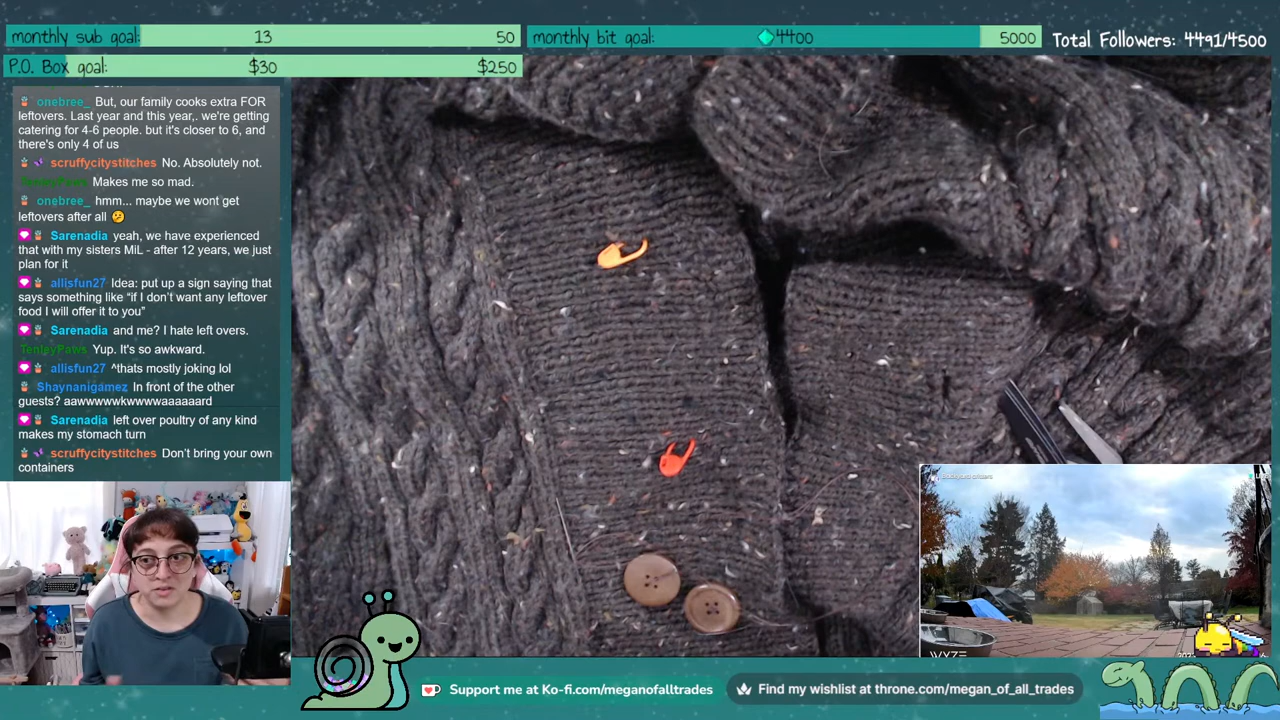 monthly sub goal: 13 50
monthly bit goal: 4400 5000
Total Followers: 4491/4500
P.O. Box goal: $30 $250
onebree_ But, our family cooks extra FOR
leftovers. Last year and this year,. we're getting
catering for 4-6 people. but it's closer to 6, and
there's only 4 of us
scruffycitystitches No. Absolutely not.
TenleyPaws Makes me so mad.
onebree_ hmm... maybe we wont get
leftovers after all 🤔
Sarenadia yeah, we have experienced
that with my sisters MiL - after 12 years, we just
plan for it
allisfun27 Idea: put up a sign saying that
says something like “if I don’t want any leftover
food I will offer it to you”
Sarenadia and me? I hate left overs.
TenleyPaws Yup. It's so awkward.
allisfun27 ^thats mostly joking lol
Shaynanigamez In front of the other
guests? aawwwwwkwwwwaaaaaard
Sarenadia left over poultry of any kind
makes my stomach turn
scruffycitystitches Don’t bring your own
containers
WYZE
Support me at Ko-fi.com/meganofalltrades
Find my wishlist at throne.com/megan_of_all_trades